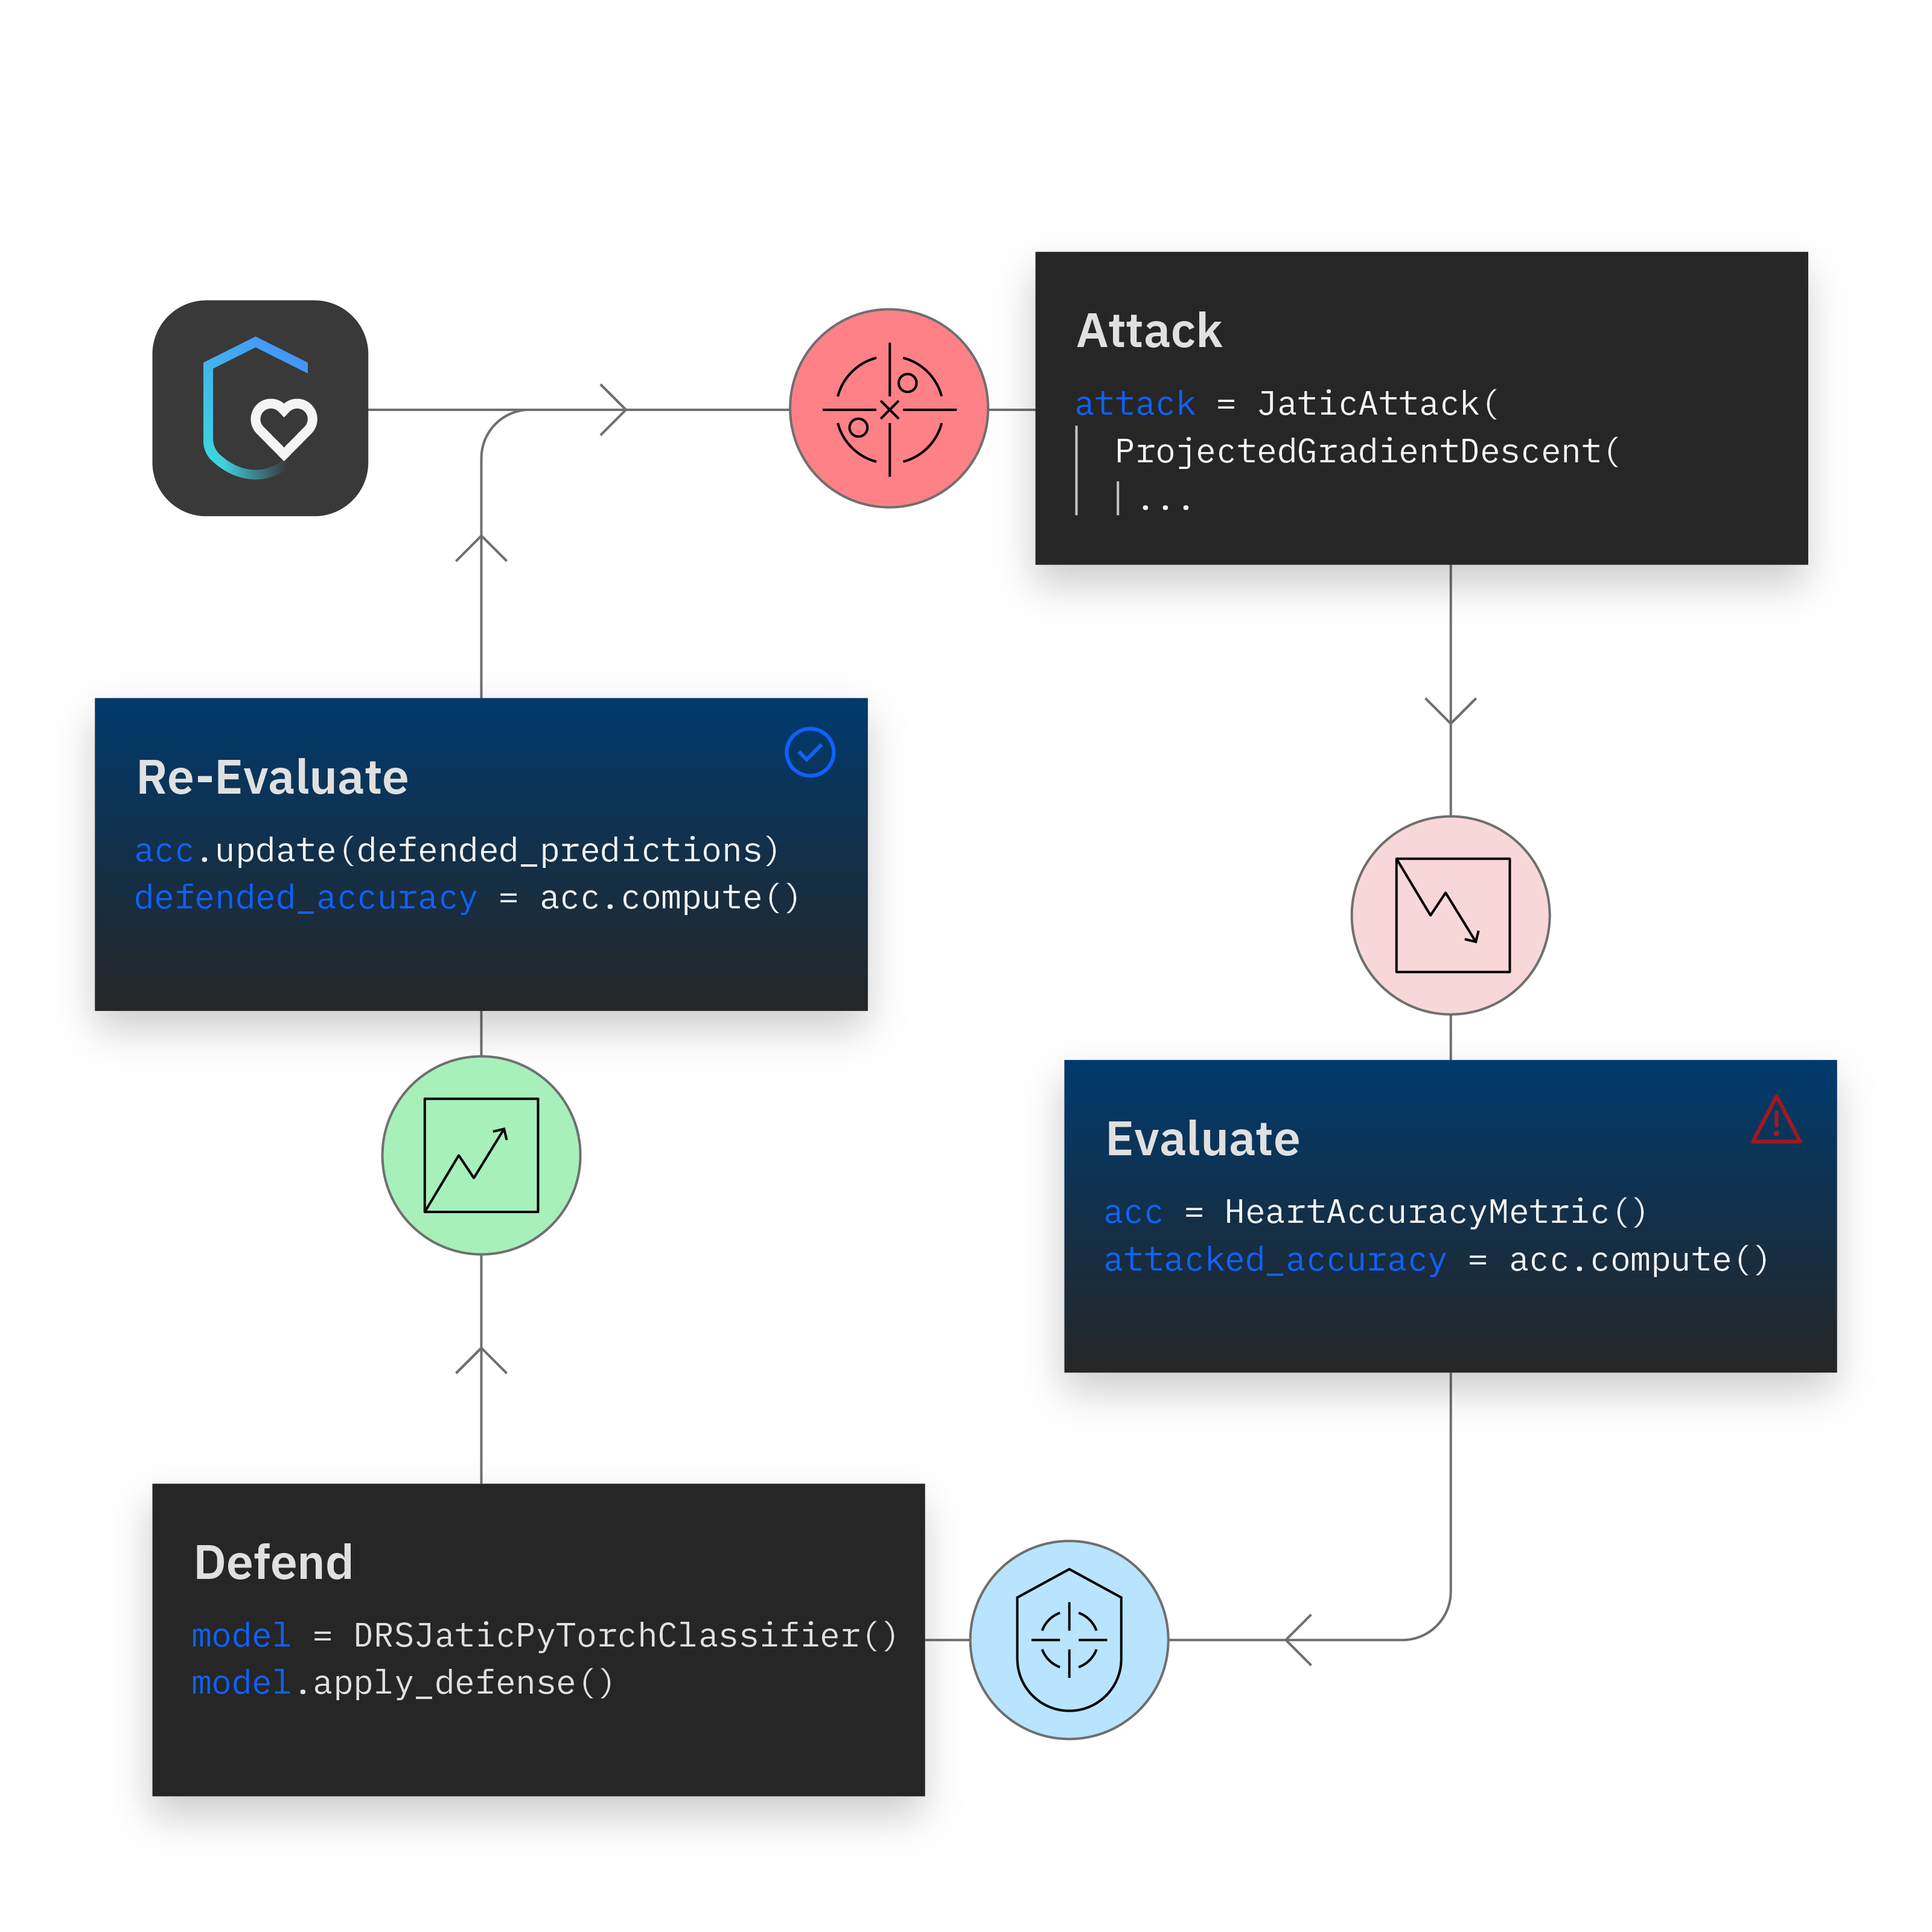 Attack
attack = JaticAttack(
ProjectedGradientDescent(
...
Re-Evaluate
acc.update(defended_predictions)
defended_accuracy = acc.compute()
Evaluate
acc = HeartAccuracyMetric()
attacked_accuracy = acc.compute()
Defend
model = DRSJaticPyTorchClassifier()
model.apply_defense()